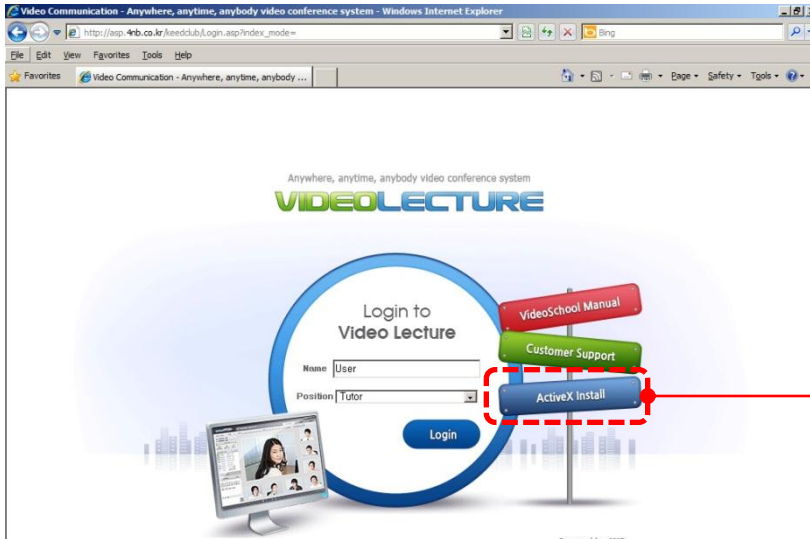 Video Communication - Anywhere, anytime, anybody video conference system - Windows Internet Explorer
http://asp.4nb.co.kr/keedclub/Login.asp?index_mode=
Bing
File Edit View Favorites Tools Help
Favorites Video Communication - Anywhere, anytime, anybody ... Page Safety Tools
Anywhere, anytime, anybody video conference system
VIDEOLECTURE
Login to
Video Lecture
Name User
Position Tutor
Login
VideoSchool Manual
Customer Support
ActiveX Install